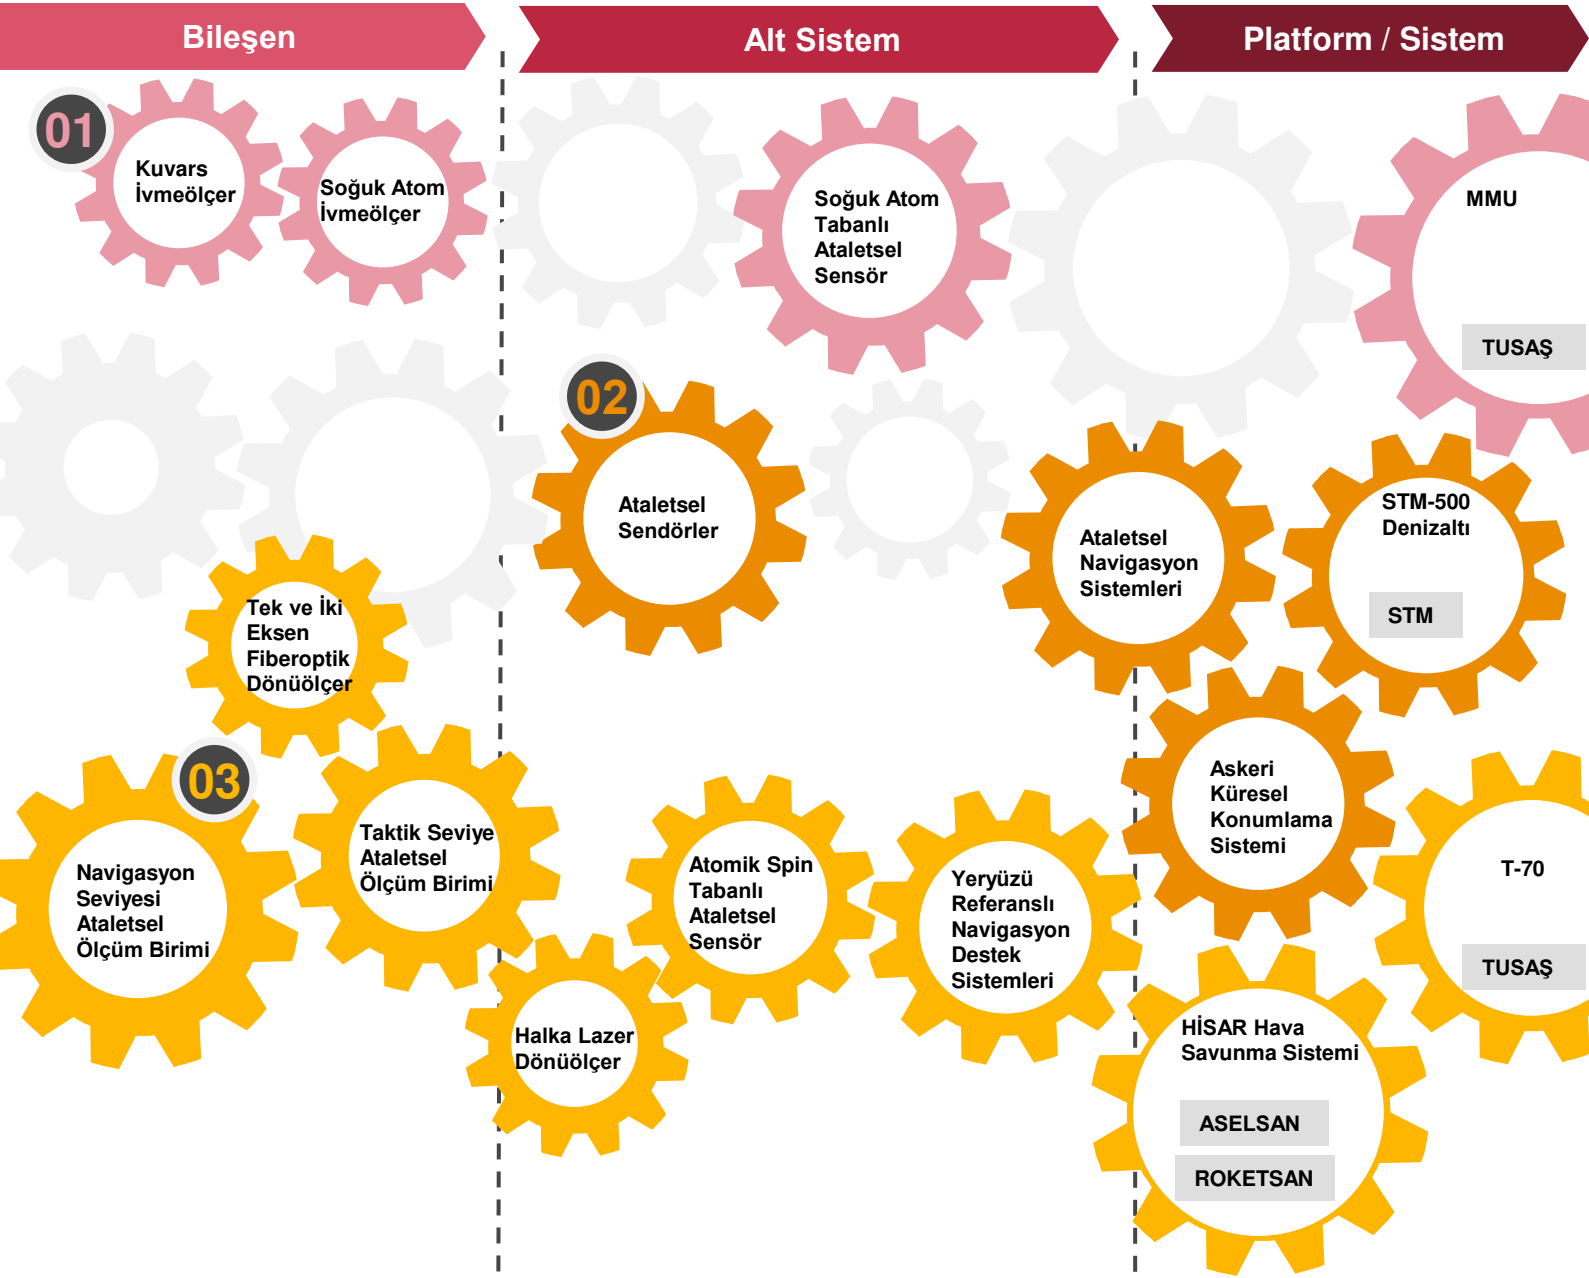 Bileşen
Alt Sistem
Platform / Sistem
01
Kuvars
İvmeölçer
Soğuk Atom
İvmeölçer
Soğuk Atom
Tabanlı
Ataletsel
Sensör
MMU
TUSAŞ
02
Ataletsel
Sendörler
Ataletsel
Navigasyon
Sistemleri
STM-500
Denizaltı
STM
Tek ve İki
Eksen
Fiberoptik
Dönüölçer
03
Navigasyon
Seviyesi
Ataletsel
Ölçüm Birimi
Taktik Seviye
Ataletsel
Ölçüm Birimi
Halka Lazer
Dönüölçer
Atomik Spin
Tabanlı
Ataletsel
Sensör
Yeryüzü
Referanslı
Navigasyon
Destek
Sistemleri
Askeri
Küresel
Konumlama
Sistemi
T-70
TUSAŞ
HİSAR Hava
Savunma Sistemi
ASELSAN
ROKETSAN